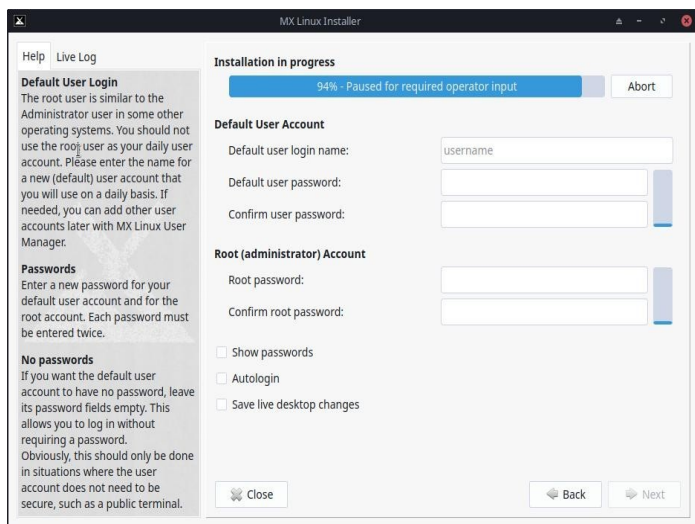 MX Linux Installer
Help
Live Log
Default User Login
The root user is similar to the
Administrator user in some other
operating systems. You should not
use the root user as your daily user
account. Please enter the name for
a new (default) user account that
you will use on a daily basis. If
needed, you can add other user
accounts later with MX Linux User
Manager.
Passwords
Enter a new password for your
default user account and for the
root account. Each password must
be entered twice.
No passwords
If you want the default user
account to have no password, leave
its password fields empty. This
allows you to log in without
requiring a password.
Obviously, this should only be done
in situations where the user
account does not need to be
secure, such as a public terminal.
Installation in progress
94% - Paused for required operator input
Abort
Default User Account
Default user login name:
username
Default user password:
Confirm user password:
Root (administrator) Account
Root password:
Confirm root password:
Show passwords
Autologin
Save live desktop changes
Close
Back
Next